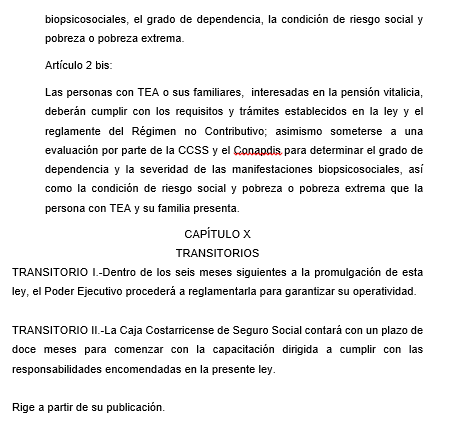 biopsicosociales, el grado de dependencia, la condición de riesgo social y
pobreza o pobreza extrema.
Artículo 2 bis:
Las personas con TEA o sus familiares,  interesadas en la pensión vitalicia,
deberán cumplir con los requisitos y trámites establecidos en la ley y el
reglamente del Régimen no Contributivo; asimismo someterse a una
evaluación por parte de la CCSS y el Conapdis para determinar el grado de
dependencia y la severidad de las manifestaciones biopsicosociales, así
como la condición de riesgo social y pobreza o pobreza extrema que la
persona con TEA y su familia presenta.
CAPÍTULO X
TRANSITORIOS
TRANSITORIO I.-Dentro de los seis meses siguientes a la promulgación de esta
ley, el Poder Ejecutivo procederá a reglamentarla para garantizar su operatividad.
TRANSITORIO II.-La Caja Costarricense de Seguro Social contará con un plazo de
doce meses para comenzar con la capacitación dirigida a cumplir con las
responsabilidades encomendadas en la presente ley.
Rige a partir de su publicación.